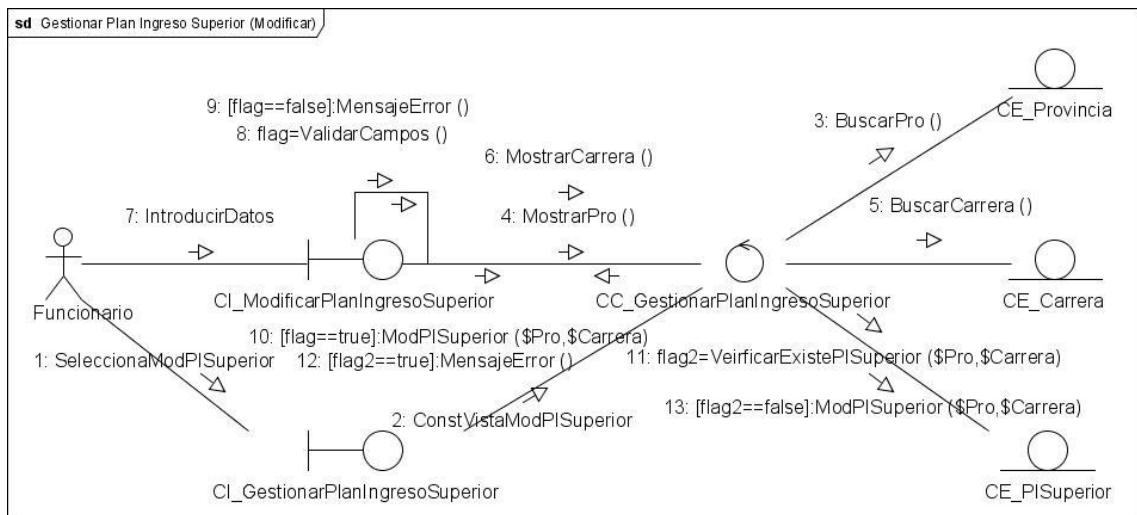 sd Gestionar Plan Ingreso Superior (Modificar)
9: [flag==false]:MensajeError ()
8: flag=ValidarCampos ()
3: BuscarPro ()
CE_Provincia
6: MostrarCarrera ()
7: IntroducirDatos
4: MostrarPro ()
5: BuscarCarrera ()
Funcionario
CI_ModificarPlanIngresoSuperior
CC_GestionarPlanIngresoSuperior
CE_Carrera
10: [flag==true]:ModPISuperior ($Pro,$Carrera)
1: SeleccionaModPISuperior
12: [flag2==true]:MensajeError ()
11: flag2=VeirficarExistePISuperior ($Pro,$Carrera)
2: ConstVistaModPISuperior
13: [flag2==false]:ModPISuperior ($Pro,$Carrera)
CI_GestionarPlanIngresoSuperior
CE_PISuperior